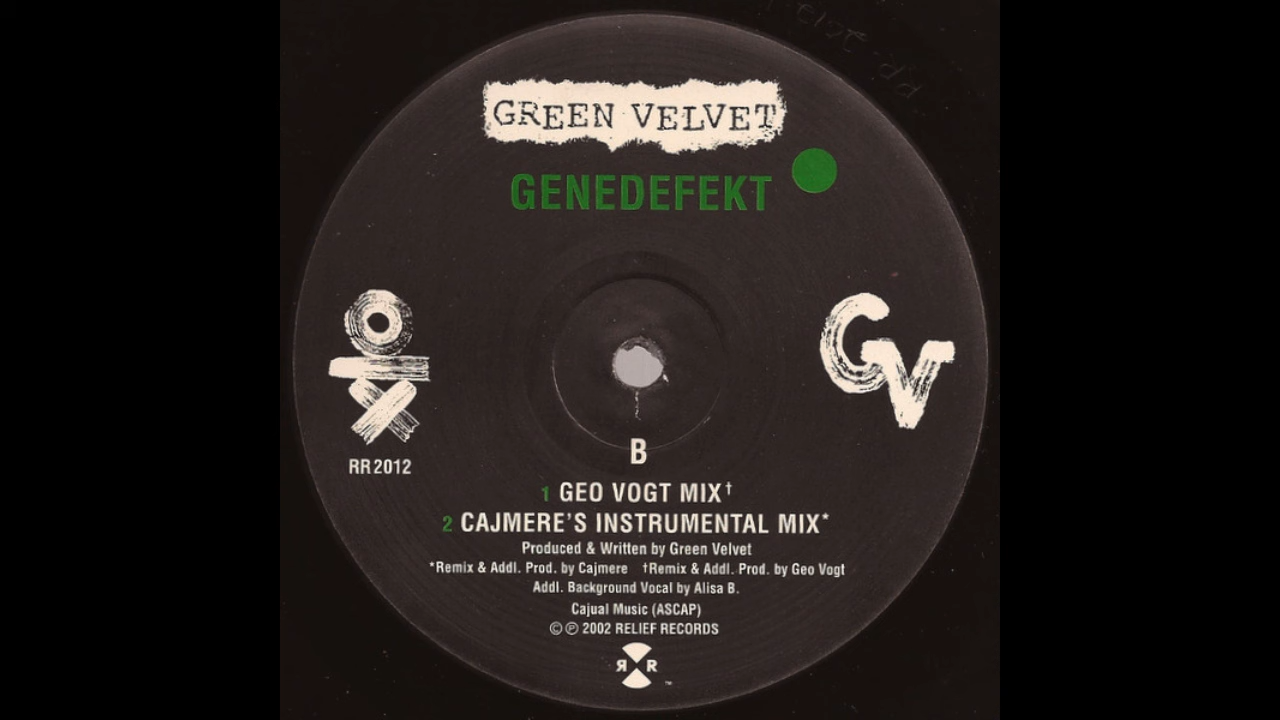 RR-2012-
GREEN VELVET
GENEDEFEKT
GV
RR2012
B
1 GEO VOGT MIX†
2 CAJMERE'S INSTRUMENTAL MIX*
Produced & Written by Green Velvet
*Remix & Addl. Prod. by Cajmere †Remix & Addl. Prod. by Geo Vogt
Addl. Background Vocal by Alisa B.
Cajual Music (ASCAP)
©℗ 2002 RELIEF RECORDS
RR™